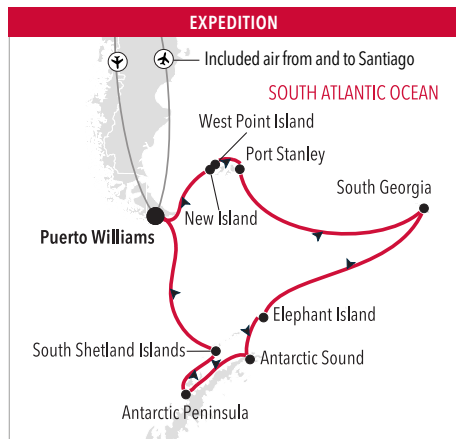 EXPEDITION
Included air from and to Santiago
SOUTH ATLANTIC OCEAN
West Point Island
Port Stanley
South Georgia
New Island
Puerto Williams
Elephant Island
South Shetland Islands
Antarctic Sound
Antarctic Peninsula